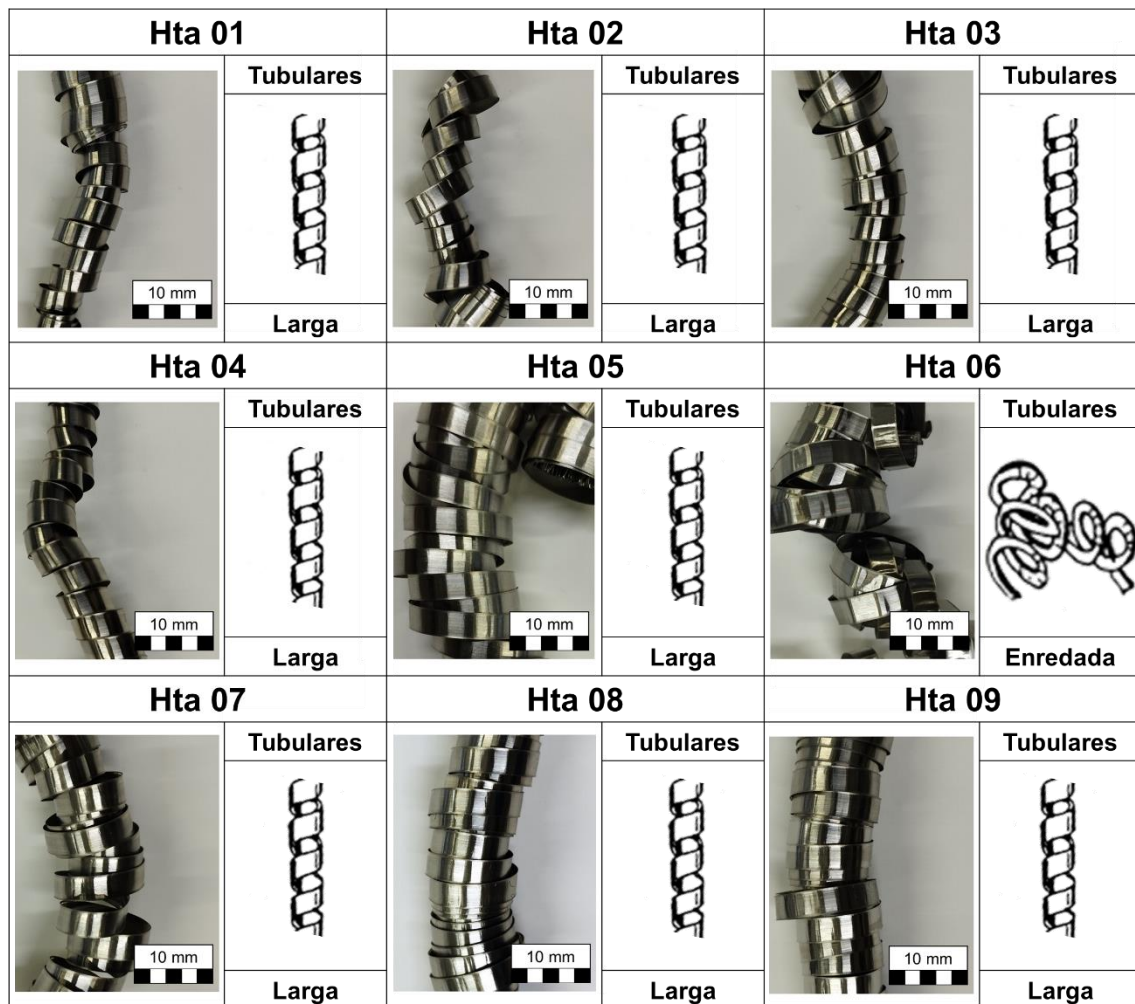 Hta 01
Hta 02
Hta 03
Tubulares
Tubulares
Tubulares
10 mm
10 mm
10 mm
Larga
Larga
Larga
Hta 04
Hta 05
Hta 06
Tubulares
Tubulares
Tubulares
10 mm
10 mm
10 mm
Larga
Larga
Enredada
Hta 07
Hta 08
Hta 09
Tubulares
Tubulares
Tubulares
10 mm
10 mm
10 mm
Larga
Larga
Larga